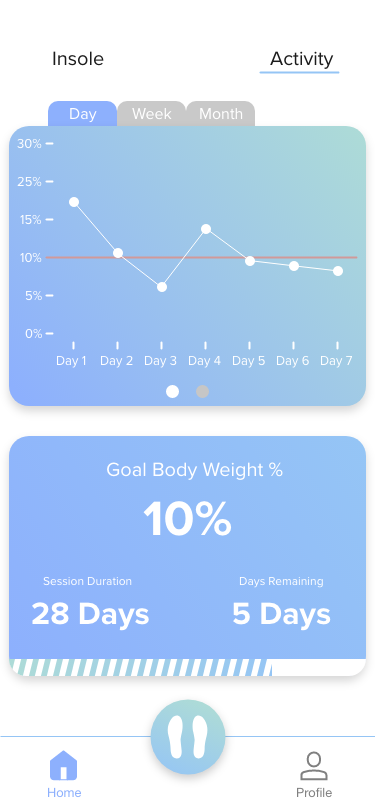 Insole Activity
Day Week Month
30%
25%
15%
10%
5%
0%
Day 1 Day 2 Day 3 Day 4 Day 5 Day 6 Day 7
Goal Body Weight %
10%
Session Duration Days Remaining
28 Days 5 Days
Home Profile